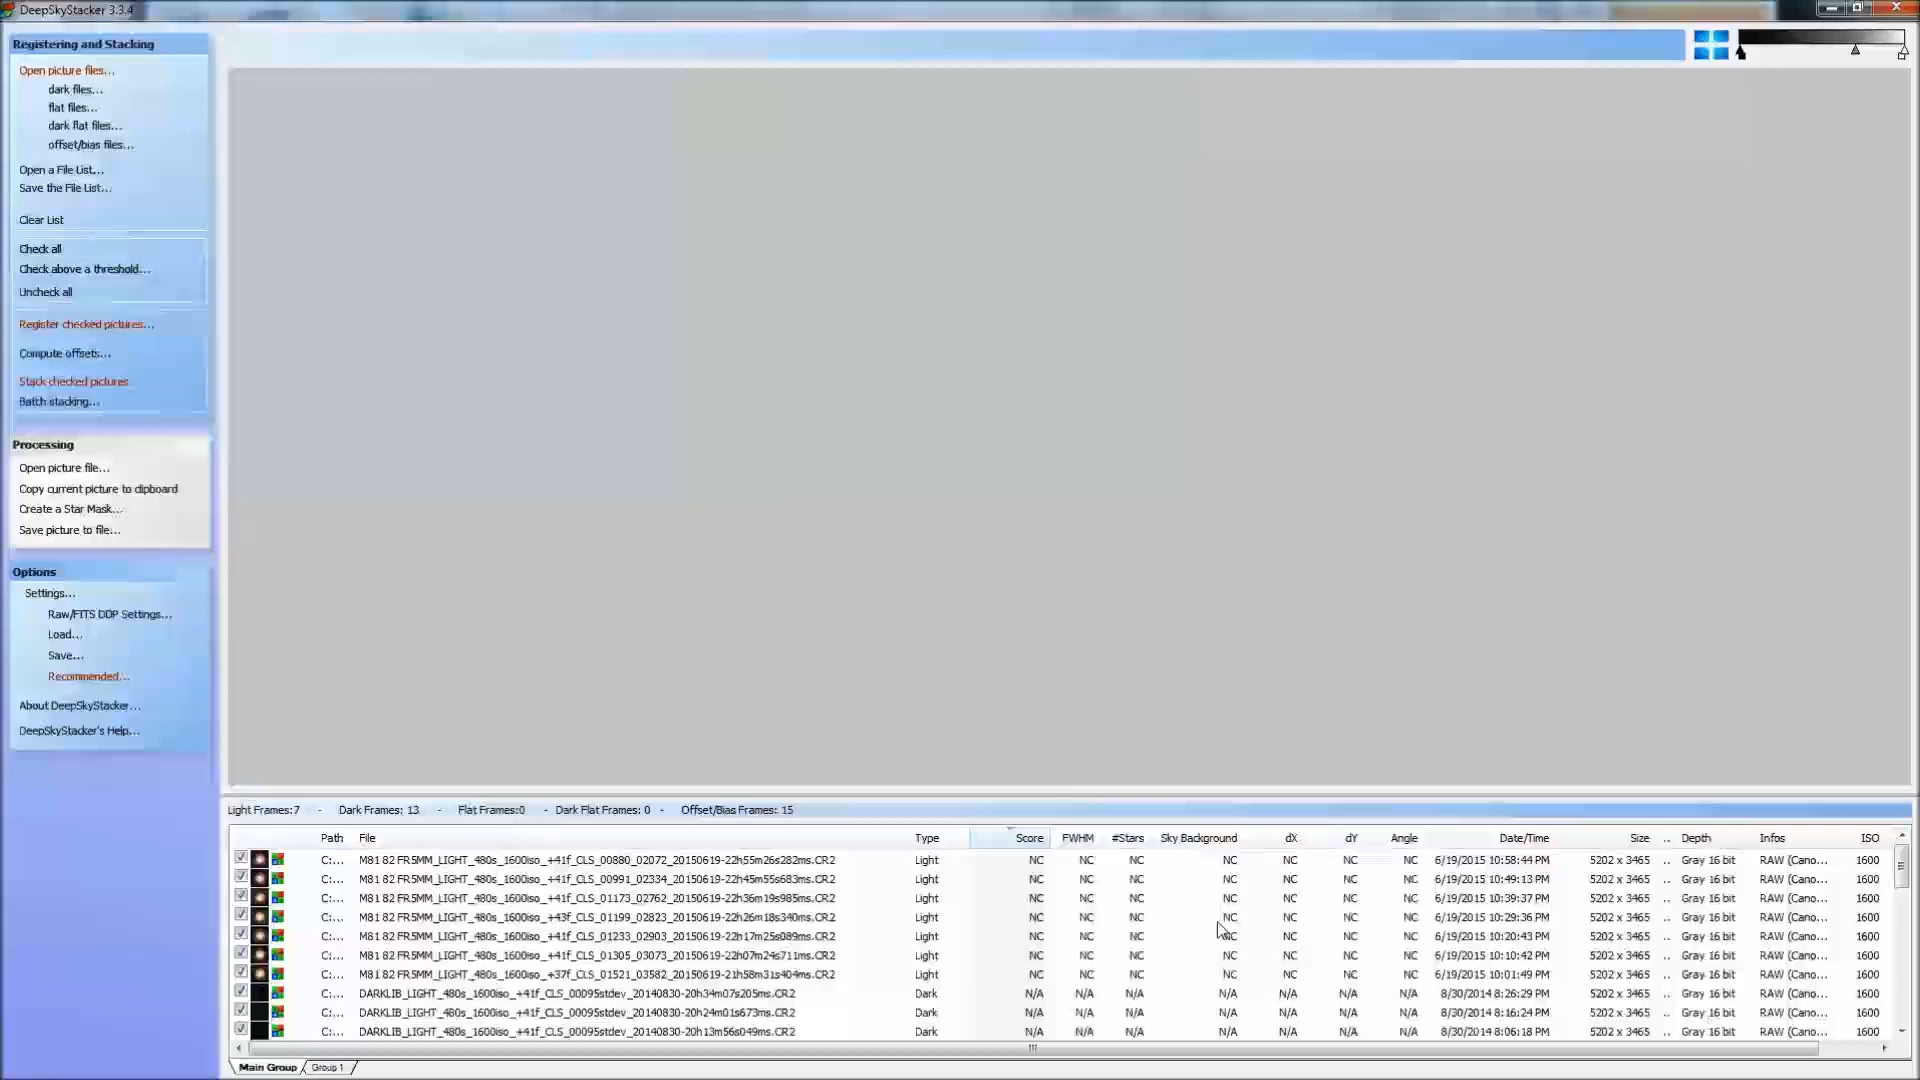 DeepSkyStacker 3.3.4
Registering and Stacking
Open picture files...
dark files...
flat files...
dark flat files...
offset/bias files...
Open a File List...
Save the File List...
Clear List
Check all
Check above a threshold...
Uncheck all
Register checked pictures...
Compute offsets...
Stack checked pictures
Batch stacking...
Processing
Open picture file...
Copy current picture to clipboard
Create a Star Mask...
Save picture to file...
Options
Settings...
Raw/FITS DDP Settings...
Load...
Save...
Recommended...
About DeepSkyStacker...
DeepSkyStacker's Help...
Light Frames:7 - Dark Frames: 13 - Flat Frames:0 - Dark Flat Frames: 0 - Offset/Bias Frames: 15
Path File Type Score FWHM #Stars Sky Background dX dY Angle Date/Time Size .. Depth Infos ISO
C:... M81 82 FR5MM_LIGHT_480s_1600iso_+41f_CLS_00880_02072_20150619-22h55m26s282ms.CR2 Light NC NC NC NC NC NC NC 6/19/2015 10:58:44 PM 5202 x 3465 .. Gray 16 bit RAW (Cano... 1600
C:... M81 82 FR5MM_LIGHT_480s_1600iso_+41f_CLS_00991_02334_20150619-22h45m55s683ms.CR2 Light NC NC NC NC NC NC NC 6/19/2015 10:49:13 PM 5202 x 3465 .. Gray 16 bit RAW (Cano... 1600
C:... M81 82 FR5MM_LIGHT_480s_1600iso_+41f_CLS_01173_02762_20150619-22h36m19s985ms.CR2 Light NC NC NC NC NC NC NC 6/19/2015 10:39:37 PM 5202 x 3465 .. Gray 16 bit RAW (Cano... 1600
C:... M81 82 FR5MM_LIGHT_480s_1600iso_+43f_CLS_01199_02823_20150619-22h26m18s340ms.CR2 Light NC NC NC NC NC NC NC 6/19/2015 10:29:36 PM 5202 x 3465 .. Gray 16 bit RAW (Cano... 1600
C:... M81 82 FR5MM_LIGHT_480s_1600iso_+41f_CLS_01233_02903_20150619-22h17m25s089ms.CR2 Light NC NC NC NC NC NC NC 6/19/2015 10:20:43 PM 5202 x 3465 .. Gray 16 bit RAW (Cano... 1600
C:... M81 82 FR5MM_LIGHT_480s_1600iso_+41f_CLS_01305_03073_20150619-22h07m24s711ms.CR2 Light NC NC NC NC NC NC NC 6/19/2015 10:10:42 PM 5202 x 3465 .. Gray 16 bit RAW (Cano... 1600
C:... M81 82 FR5MM_LIGHT_480s_1600iso_+37f_CLS_01521_03582_20150619-21h58m31s404ms.CR2 Light NC NC NC NC NC NC NC 6/19/2015 10:01:49 PM 5202 x 3465 .. Gray 16 bit RAW (Cano... 1600
C:... DARKLIB_LIGHT_480s_1600iso_+41f_CLS_00095stdev_20140830-20h34m07s205ms.CR2 Dark N/A N/A N/A N/A N/A N/A N/A 8/30/2014 8:26:29 PM 5202 x 3465 .. Gray 16 bit RAW (Cano... 1600
C:... DARKLIB_LIGHT_480s_1600iso_+41f_CLS_00095stdev_20140830-20h24m01s673ms.CR2 Dark N/A N/A N/A N/A N/A N/A N/A 8/30/2014 8:16:24 PM 5202 x 3465 .. Gray 16 bit RAW (Cano... 1600
C:... DARKLIB_LIGHT_480s_1600iso_+41f_CLS_00095stdev_20140830-20h13m56s049ms.CR2 Dark N/A N/A N/A N/A N/A N/A N/A 8/30/2014 8:06:18 PM 5202 x 3465 .. Gray 16 bit RAW (Cano... 1600
Main Group Group 1